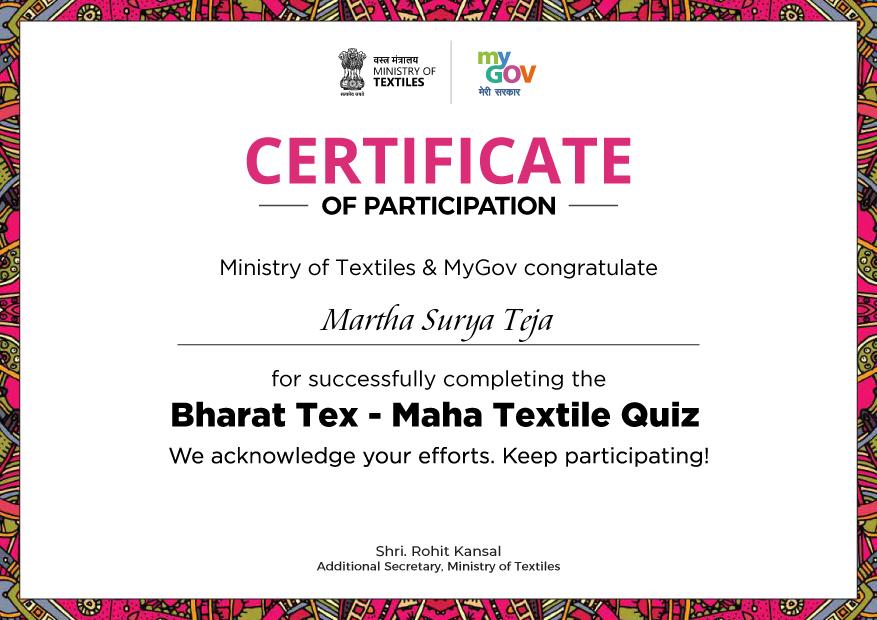 वस्त्र मंत्रालय
MINISTRY OF
TEXTILES
सत्यमेव जयते
my
GOV
मेरी सरकार
CERTIFICATE
OF PARTICIPATION
Ministry of Textiles & MyGov congratulate
Martha Surya Teja
for successfully completing the
Bharat Tex - Maha Textile Quiz
We acknowledge your efforts. Keep participating!
Shri. Rohit Kansal
Additional Secretary, Ministry of Textiles